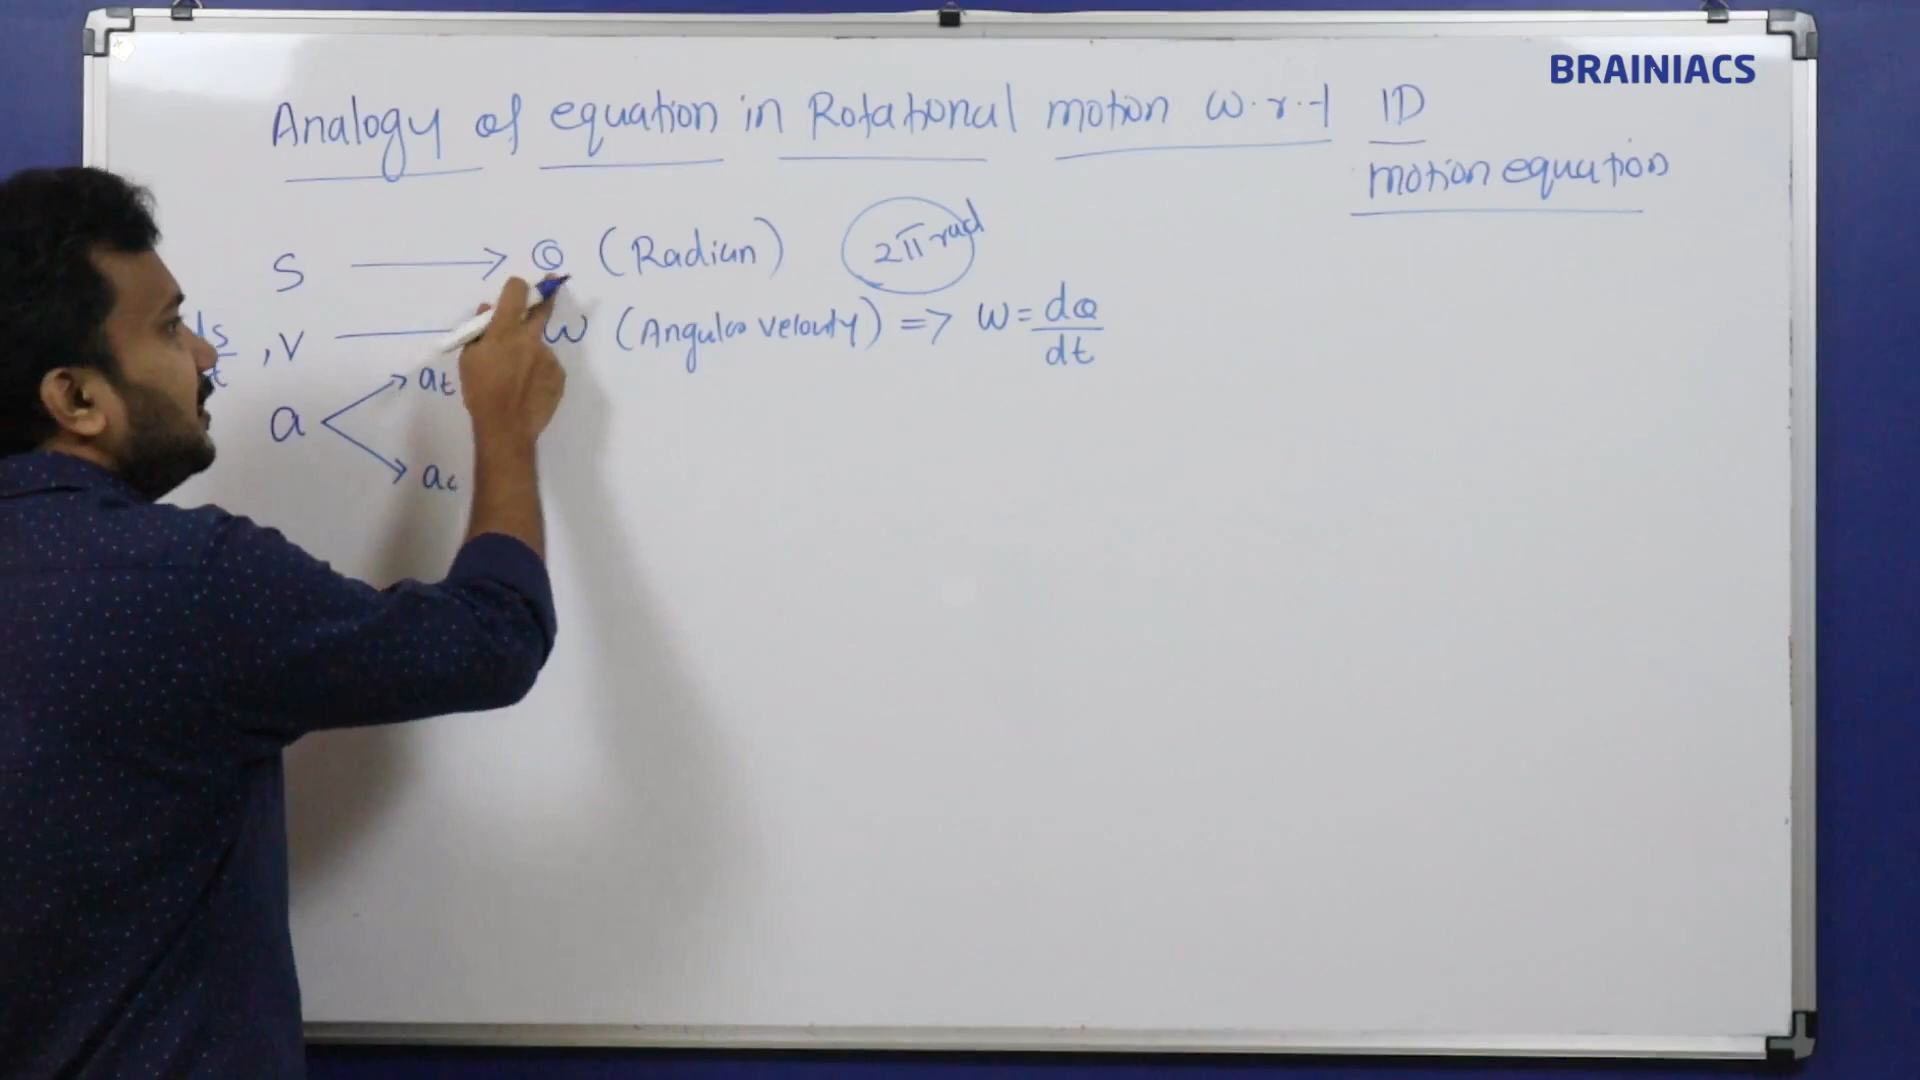 BRAINIACS
Analogy of equation in Rotational motion w.r.t 1D
motion equation
S → θ (Radian) 2π rad
, V ω (Angular velocity) => ω = dθ/dt
a → at
→ ac